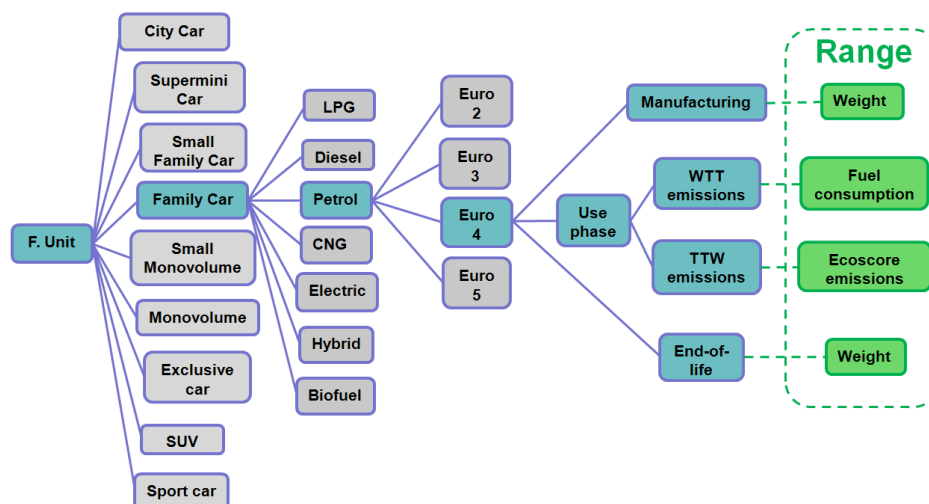 F. Unit
City Car
Supermini
Car
Small
Family Car
Family Car
Small
Monovolume
Monovolume
Exclusive
car
SUV
Sport car
LPG
Diesel
Petrol
CNG
Electric
Hybrid
Biofuel
Euro
2
Euro
3
Euro
4
Euro
5
Manufacturing
Use
phase
WTT
emissions
TTW
emissions
End-of-
life
Range
Weight
Fuel
consumption
Ecoscore
emissions
Weight